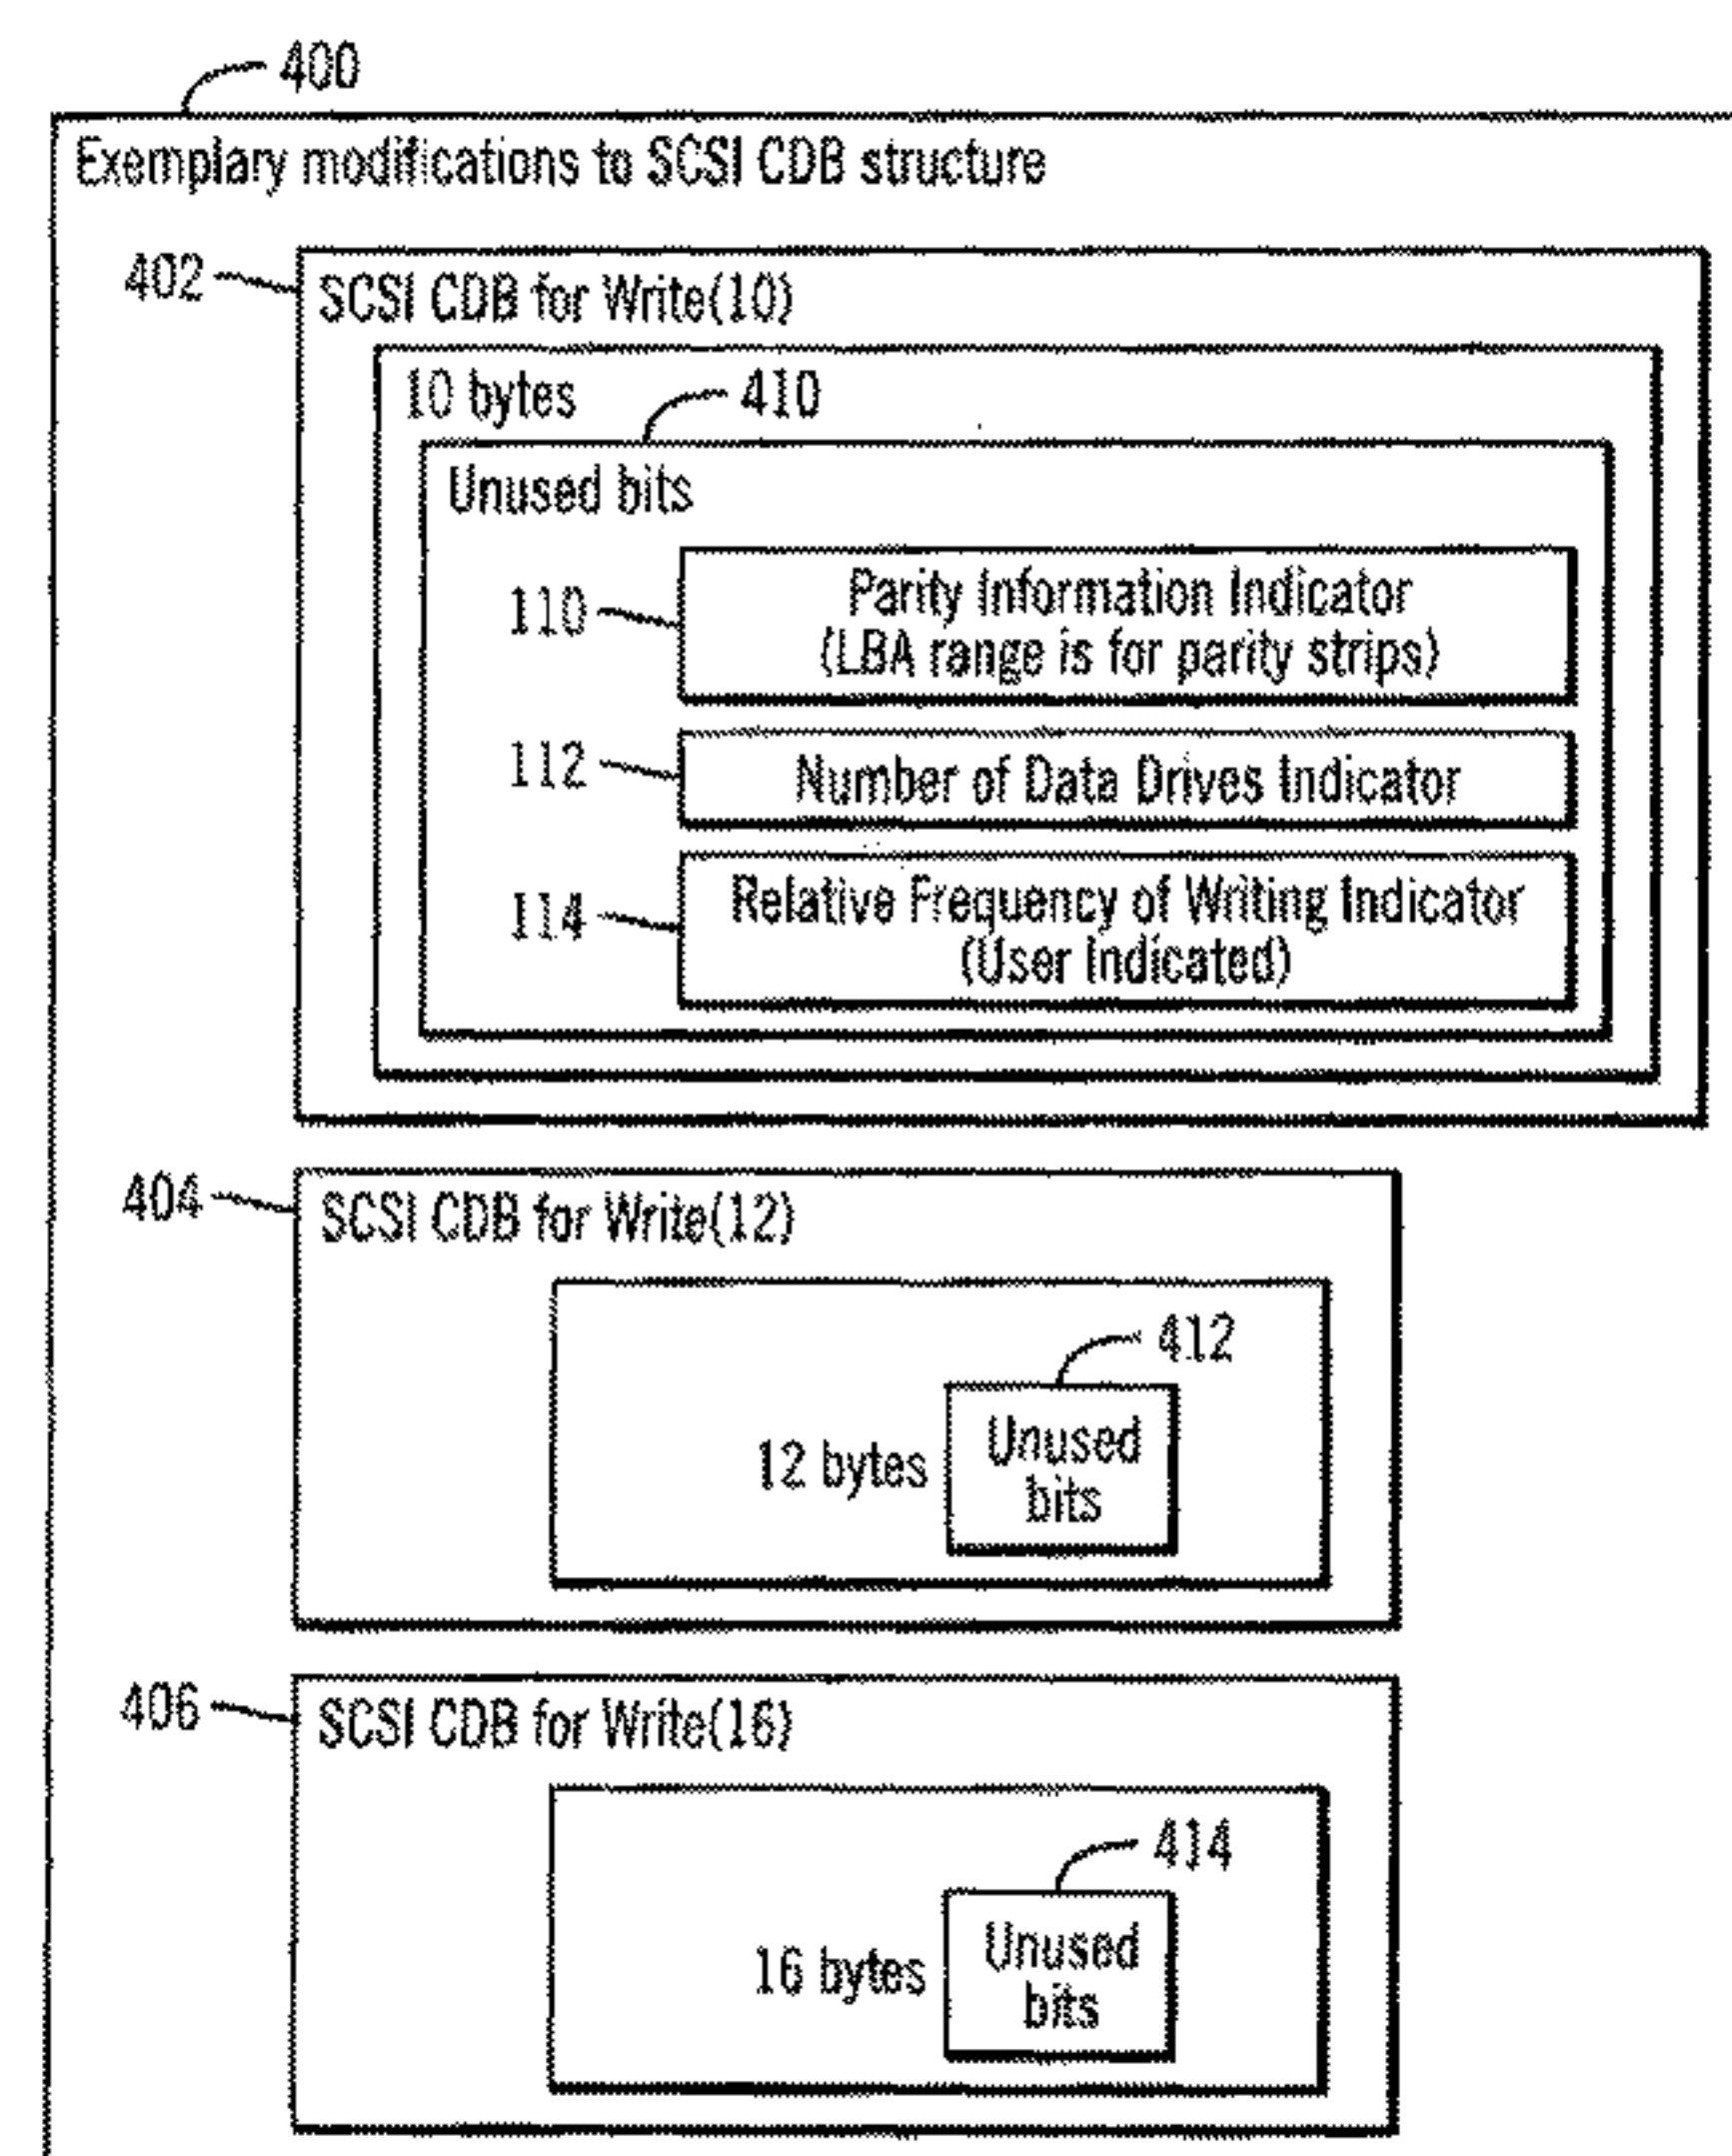 400
Exemplary modifications to SCSI CDB structure
402
SCSI CDB for Write(10)
10 bytes
410
Unused bits
110
Parity Information Indicator
(LBA range is for parity strips)
112
Number of Data Drives Indicator
114
Relative Frequency of Writing Indicator
(User Indicated)
404
SCSI CDB for Write(12)
412
12 bytes
Unused
bits
406
SCSI CDB for Write(16)
414
16 bytes
Unused
bits